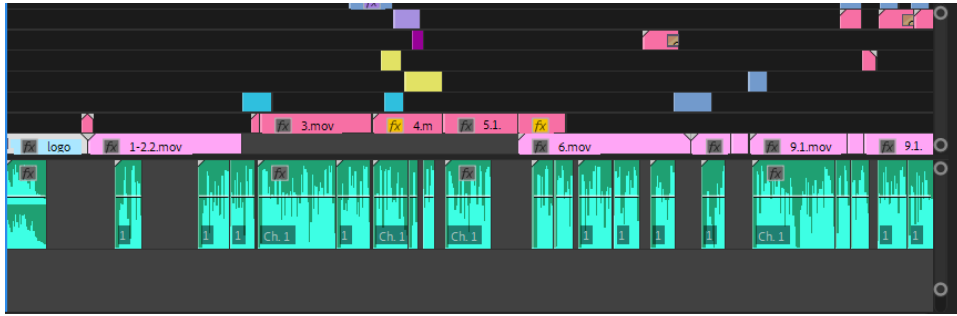 fx
fx 3.mov fx 4.m fx 5.1. fx
fx logo fx 1-2.2.mov fx 6.mov fx fx 9.1.mov fx 9.1.
fx fx fx fx
1 1 1 Ch. 1 1 Ch. 1 Ch. 1 1 1 1 1 Ch. 1 1 1